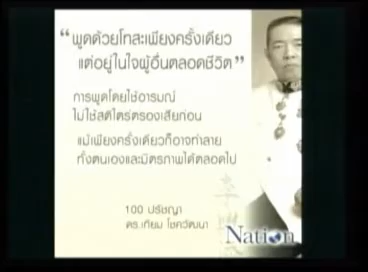 “พูดด้วยโทสะเพียงครั้งเดียว
แต่อยู่ในใจผู้อื่นตลอดชีวิต”
การพูดโดยใช้อารมณ์
ไม่ใช้สติไตร่ตรองเสียก่อน
แม้เพียงครั้งเดียวก็อาจทำลาย
ทั้งตนเองและมิตรภาพได้ตลอดไป
100 ปรัชญา
ดร.เทียม โชควัฒนา
Nation